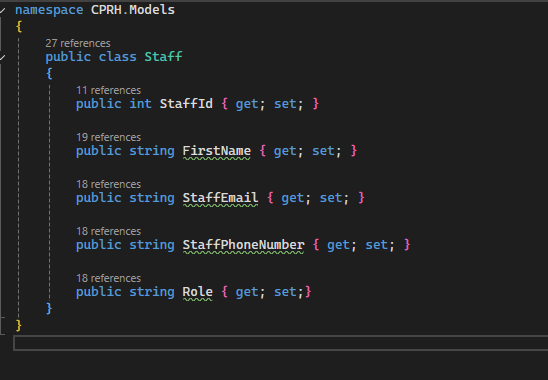 namespace CPRH.Models
{
27 references
public class Staff
{
11 references
public int StaffId { get; set; }
19 references
public string FirstName { get; set; }
18 references
public string StaffEmail { get; set; }
18 references
public string StaffPhoneNumber { get; set; }
18 references
public string Role { get; set;}
}
}